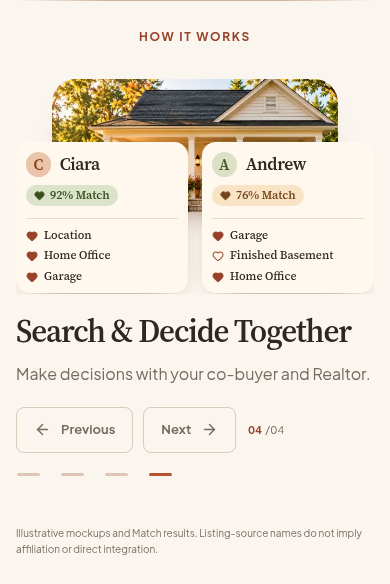 HOW IT WORKS
C Ciara
92% Match
Location
Home Office
Garage
A Andrew
76% Match
Garage
Finished Basement
Home Office
Search & Decide Together
Make decisions with your co-buyer and Realtor.
Previous
Next
04 /04
Illustrative mockups and Match results. Listing-source names do not imply
affiliation or direct integration.